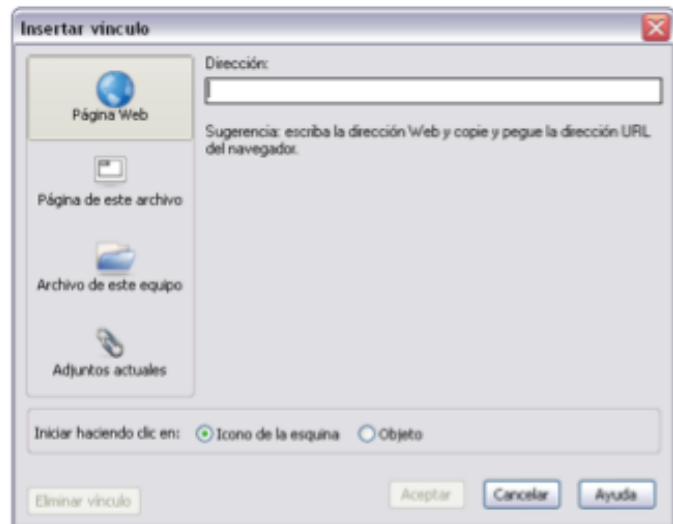 Insertar vínculo
Dirección:
Página Web
Sugerencia: escriba la dirección Web y copie y pegue la dirección URL
del navegador.
Página de este archivo
Archivo de este equipo
Adjuntos actuales
Iniciar haciendo clic en: Icono de la esquina Objeto
Eliminar vínculo Aceptar Cancelar Ayuda